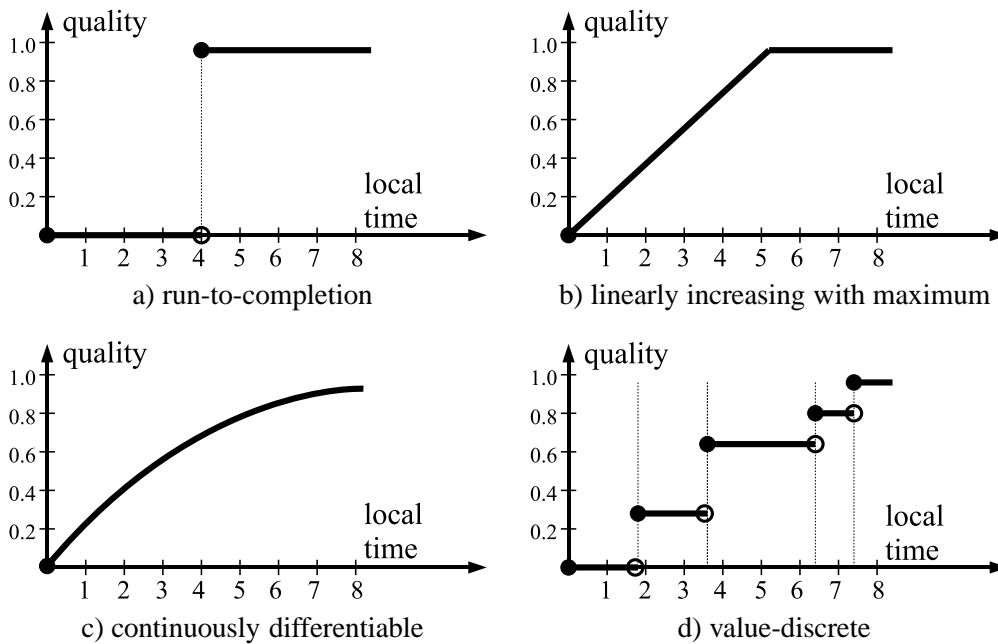 quality
1.0
0.8
0.6
0.4
0.2
local
time
1 2 3 4 5 6 7 8
a) run-to-completion
quality
1.0
0.8
0.6
0.4
0.2
local
time
1 2 3 4 5 6 7 8
b) linearly increasing with maximum
quality
1.0
0.8
0.6
0.4
0.2
local
time
1 2 3 4 5 6 7 8
c) continuously differentiable
quality
1.0
0.8
0.6
0.4
0.2
local
time
1 2 3 4 5 6 7 8
d) value-discrete